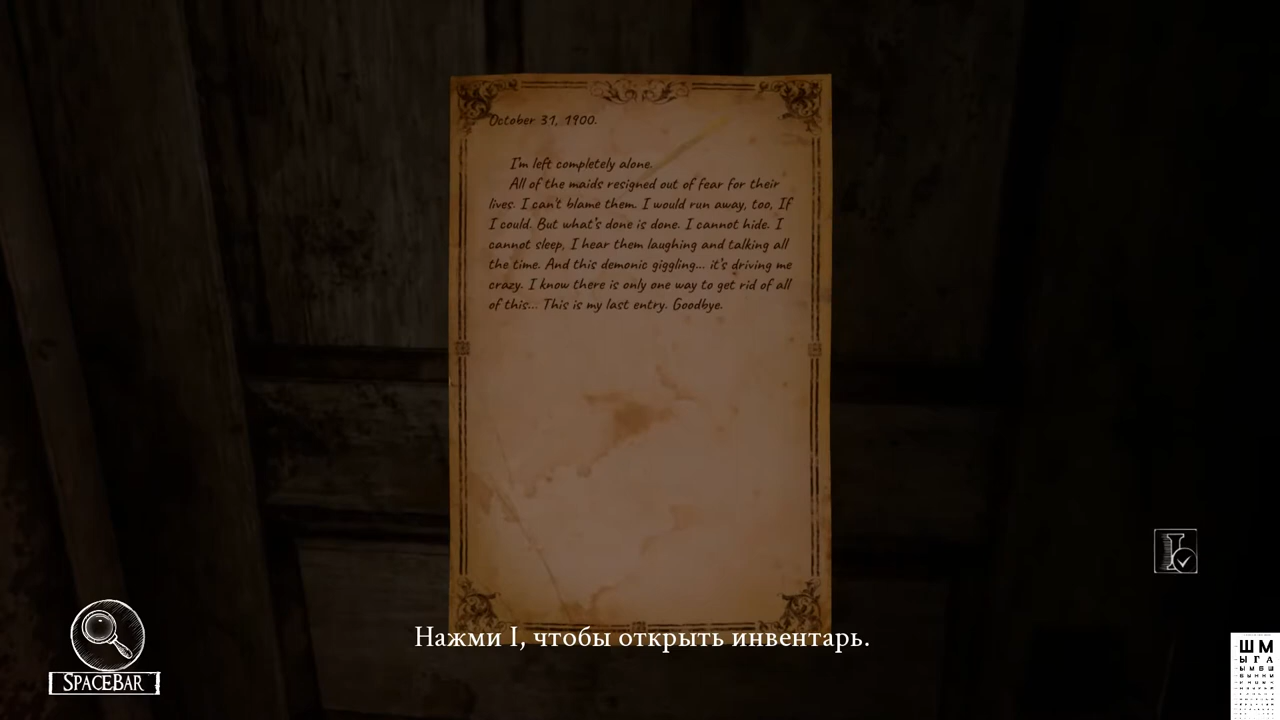 October 31, 1900.
I'm left completely alone.
All of the maids resigned out of fear for their
lives. I can't blame them. I would run away, too, If
I could. But what's done is done. I cannot hide. I
cannot sleep, I hear them laughing and talking all
the time. And this demonic giggling... it's driving me
crazy. I know there is only one way to get rid of all
of this... This is my last entry. Goodbye.
I
Нажми I, чтобы открыть инвентарь.
SPACEBAR
Ш М
Ы Г А
Ы М Б Ш
Б Ы Н К И